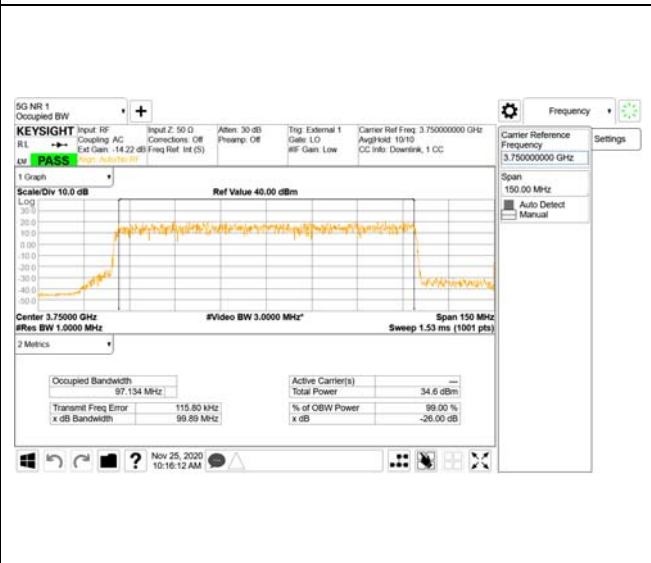 5G NR 1
Occupied BW
+
Frequency
KEYSIGHT
Input: RF
Input Z: 50 Ω
Atten: 30 dB
Trig: External 1
Carrier Ref Freq: 3.750000000 GHz
RL
Coupling: AC
Corrections: Off
Preamp: Off
Gate: LO
Avg|Hold: 10/10
Ext Gain: -14.22 dB
Freq Ref: Int (S)
#IF Gain: Low
CC Info: Downlink, 1 CC
PASS
Align: Auto/No RF
Carrier Reference
Frequency
3.750000000 GHz
Settings
Span
150.00 MHz
Auto Detect
Manual
1 Graph
Scale/Div 10.0 dB
Ref Value 40.00 dBm
Log
30.0
20.0
10.0
0.00
-10.0
-20.0
-30.0
-40.0
-50.0
Center 3.75000 GHz
#Video BW 3.0000 MHz*
Span 150 MHz
#Res BW 1.0000 MHz
Sweep 1.53 ms (1001 pts)
2 Metrics
Occupied Bandwidth
97.134 MHz
Active Carrier(s)
---
Total Power
34.6 dBm
Transmit Freq Error
115.80 kHz
% of OBW Power
99.00 %
x dB Bandwidth
99.89 MHz
x dB
-26.00 dB
?
Nov 25, 2020
10:16:12 AM